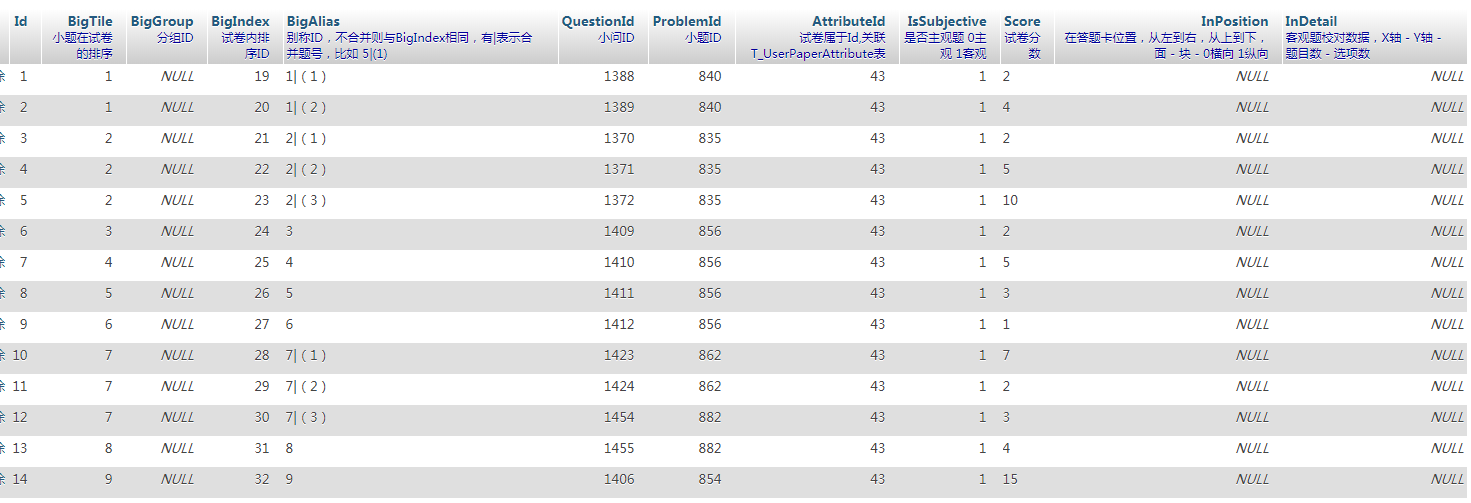 Id BigTile BigGroup BigIndex BigAlias QuestionId ProblemId AttributeId IsSubjective Score InPosition InDetail
小题在试卷 分组ID 试卷内排 别称ID，不合并则与BigIndex相同，有|表示合 小问ID 小题ID 试卷属于Id,关联 是否主观题 0主 试卷分 在答题卡位置，从左到右，从上到下， 客观题校对数据，X轴 - Y轴 -
的排序 序ID 并题号，比如 5|(1) T_UserPaperAttribute表 观 1客观 数 面 - 块 - 0横向 1纵向 题目数 - 选项数
1 1 NULL 19 1|（1） 1388 840 43 1 2 NULL NULL
2 1 NULL 20 1|（2） 1389 840 43 1 4 NULL NULL
3 2 NULL 21 2|（1） 1370 835 43 1 2 NULL NULL
4 2 NULL 22 2|（2） 1371 835 43 1 5 NULL NULL
5 2 NULL 23 2|（3） 1372 835 43 1 10 NULL NULL
6 3 NULL 24 3 1409 856 43 1 2 NULL NULL
7 4 NULL 25 4 1410 856 43 1 5 NULL NULL
8 5 NULL 26 5 1411 856 43 1 3 NULL NULL
9 6 NULL 27 6 1412 856 43 1 1 NULL NULL
10 7 NULL 28 7|（1） 1423 862 43 1 7 NULL NULL
11 7 NULL 29 7|（2） 1424 862 43 1 2 NULL NULL
12 7 NULL 30 7|（3） 1454 882 43 1 3 NULL NULL
13 8 NULL 31 8 1455 882 43 1 4 NULL NULL
14 9 NULL 32 9 1406 854 43 1 15 NULL NULL